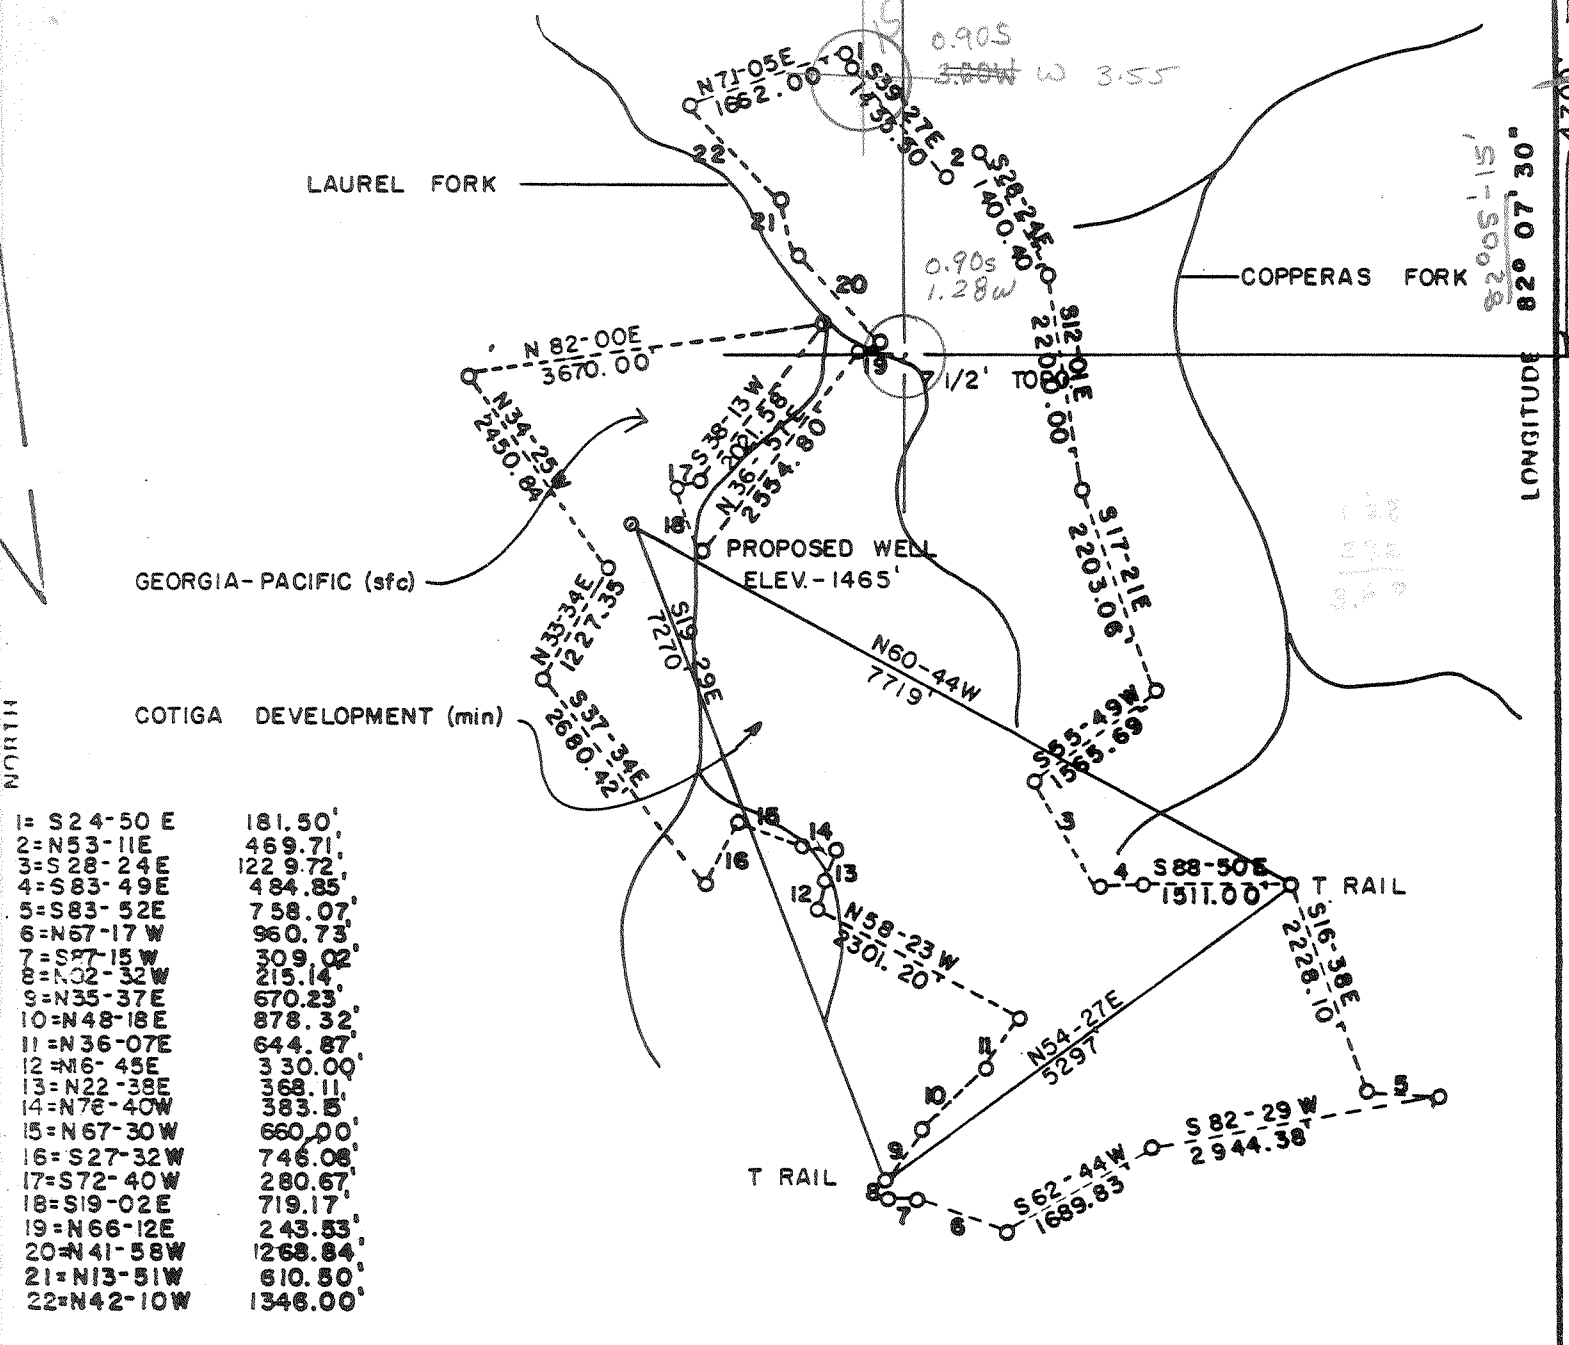 0.90S
3.00W W 3.55
N71-05E
1662.00
1
S39-27E
1433.50
2
S28-24E
1400.40
22
LAUREL FORK
21
20
0.90s
1.28w
COPPERAS FORK
82°05'-15'
82° 07' 30"
LONGITUDE
N 82-00E
3670.00'
19
7 1/2' TOPO
S12-01E
2200.00
N34-25W
2450.84
S38-13W
2021.58'
2554.80
17
18
S17-21E
2203.06
PROPOSED WELL
ELEV.-1465'
GEORGIA-PACIFIC (sfc)
N33-34E
1227.35
S19-29E
7270'
N60-44W
7719'
S55-49W
1565.69'
COTIGA DEVELOPMENT (min)
S37-34E
2680.42'
NORTH
3
15
14
16
13
12
4
S88-50E
1511.00'
T RAIL
N58-23W
2301.20'
S16-38E
2228.10
11
N54-27E
5297'
10
5
S82-29W
2944.38'
9
T RAIL
8
7
6
S62-44W
1689.83'
1= S24-50E 181.50'
2=N53-11E 469.71'
3=S28-24E 1229.72'
4=S83-49E 484.85'
5=S83-52E 758.07'
6=N67-17W 960.73'
7=S87-15W 309.02'
8=N02-32W 215.14'
9=N35-37E 670.23'
10=N48-18E 878.32'
11=N36-07E 644.87'
12=N16-45E 330.00'
13=N22-38E 368.11'
14=N76-40W 383.15'
15=N67-30W 660.00'
16=S27-32W 746.08'
17=S72-40W 280.67'
18=S19-02E 719.17'
19=N66-12E 243.53'
20=N41-58W 1268.84'
21=N13-51W 610.50'
22=N42-10W 1346.00'